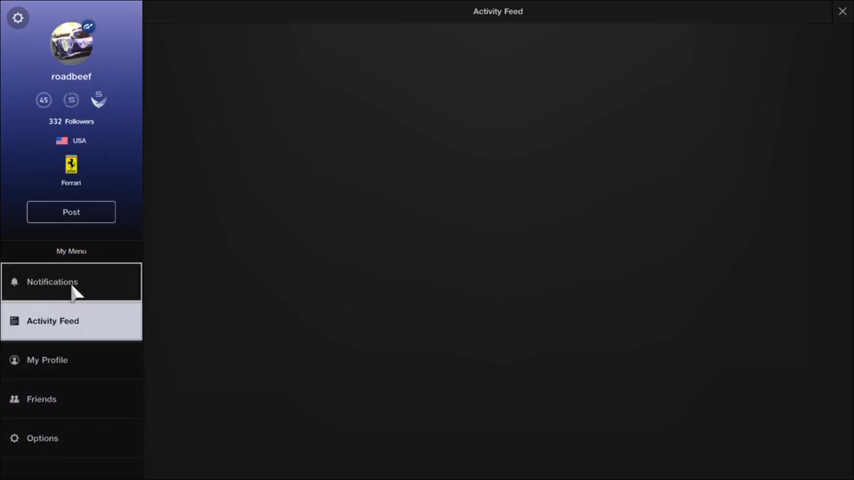 Activity Feed
roadbeef
45 S S
332 Followers
USA
Ferrari
Post
My Menu
Notifications
Activity Feed
My Profile
Friends
Options